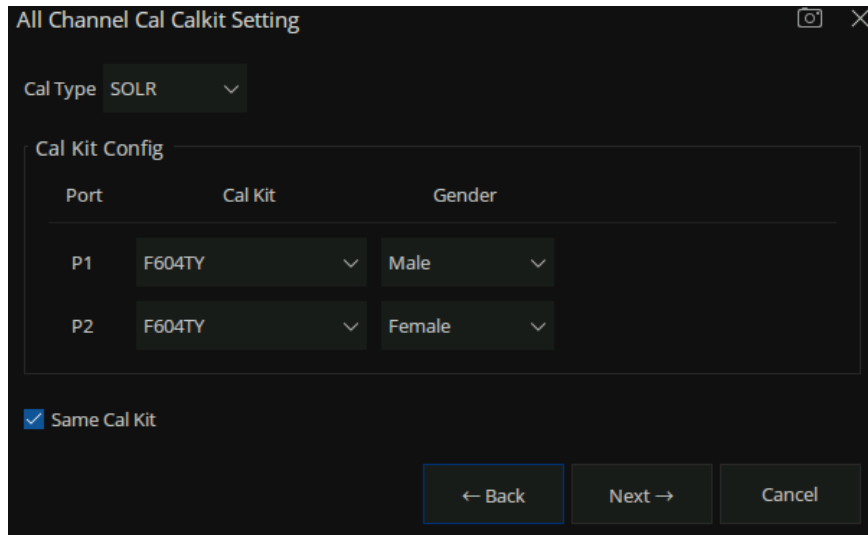 All Channel Cal Calkit Setting
Cal Type SOLR
Cal Kit Config
Port Cal Kit Gender
P1 F604TY Male
P2 F604TY Female
Same Cal Kit
← Back Next → Cancel